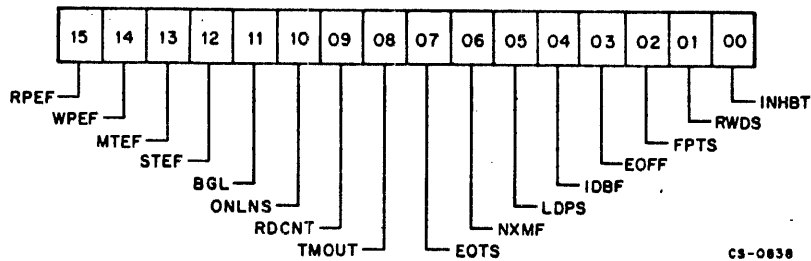 15 14 13 12 11 10 09 08 07 06 05 04 03 02 01 00
RPEF INHBT
WPEF RWDS
MTEF FPTS
STEF EOFF
BGL IDBF
ONLNS LDPS
RDCNT NXMF
TMOUT EOTS
CS-0838